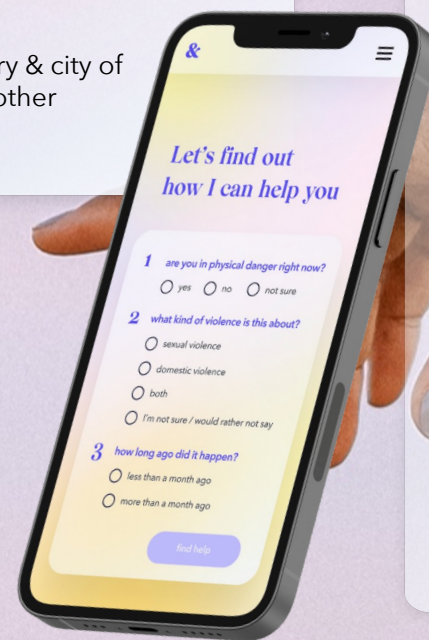 ry & city of
other
&
Let's find out
how I can help you
1 are you in physical danger right now?
yes no not sure
2 what kind of violence is this about?
sexual violence
domestic violence
both
I'm not sure / would rather not say
3 how long ago did it happen?
less than a month ago
more than a month ago
find help